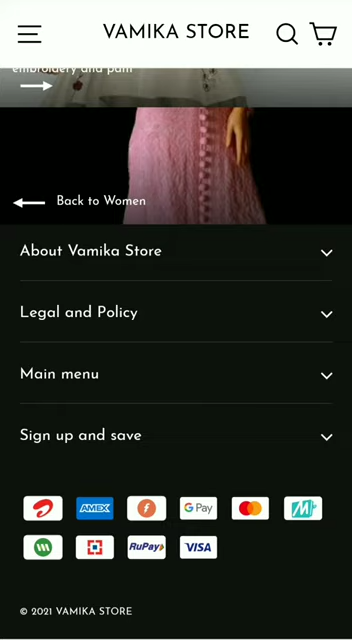 VAMIKA STORE
embroidery and pani
Back to Women
About Vamika Store
Legal and Policy
Main menu
Sign up and save
AMEX
G Pay
RuPay
VISA
© 2021 VAMIKA STORE